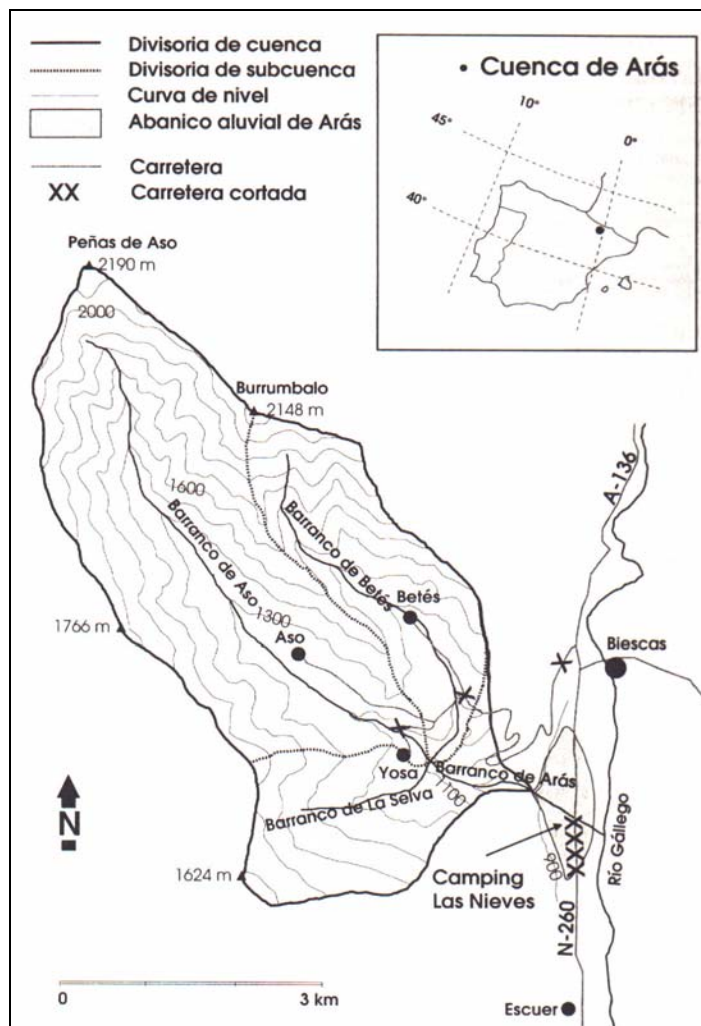 Divisoria de cuenca
Divisoria de subcuenca
Curva de nivel
Abanico aluvial de Arás
Carretera
XX Carretera cortada
• Cuenca de Arás
10°
45°
0°
40°
Peñas de Aso
2190 m
2000
Burrumbalo
2148 m
A-136
1600
Barranco de Aso
Barranco de Betés
Betés
1300
Aso
1766 m
Biescas
Yosa
Barranco de Arás
1100
Barranco de La Selva
Río Gállego
N
1624 m
900
XXXX
Camping
Las Nieves
N-260
0 3 km
Escuer